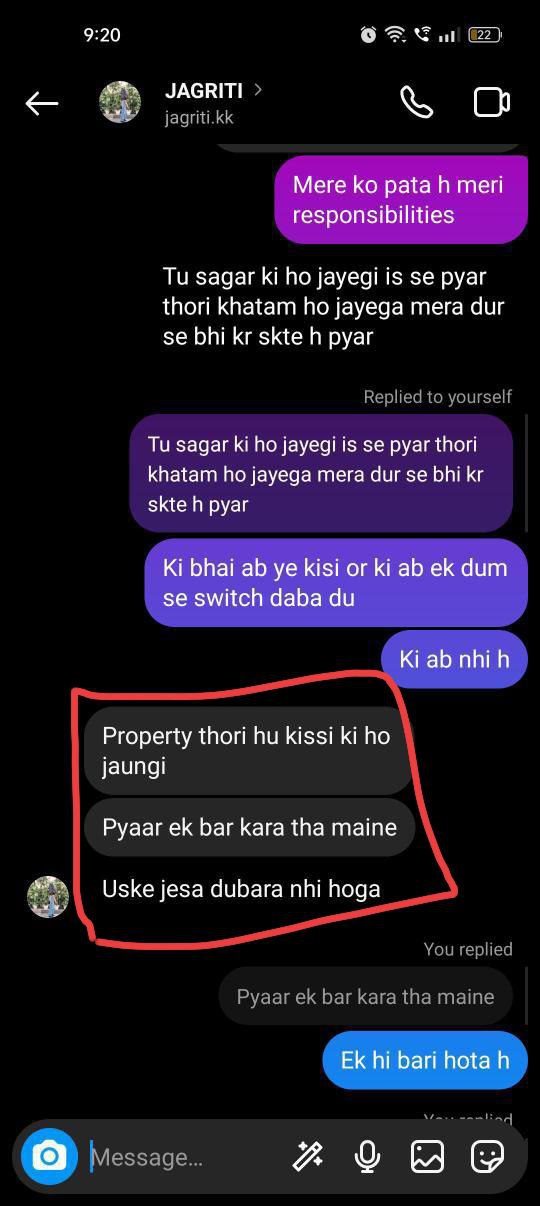 9:20
22
JAGRITI
jagriti.kk
Mere ko pata h meri
responsibilities
Tu sagar ki ho jayegi is se pyar
thori khatam ho jayega mera dur
se bhi kr skte h pyar
Replied to yourself
Tu sagar ki ho jayegi is se pyar thori
khatam ho jayega mera dur se bhi kr
skte h pyar
Ki bhai ab ye kisi or ki ab ek dum
se switch daba du
Ki ab nhi h
Property thori hu kissi ki ho
jaungi
Pyaar ek bar kara tha maine
Uske jesa dubara nhi hoga
You replied
Pyaar ek bar kara tha maine
Ek hi bari hota h
You replied
Message...